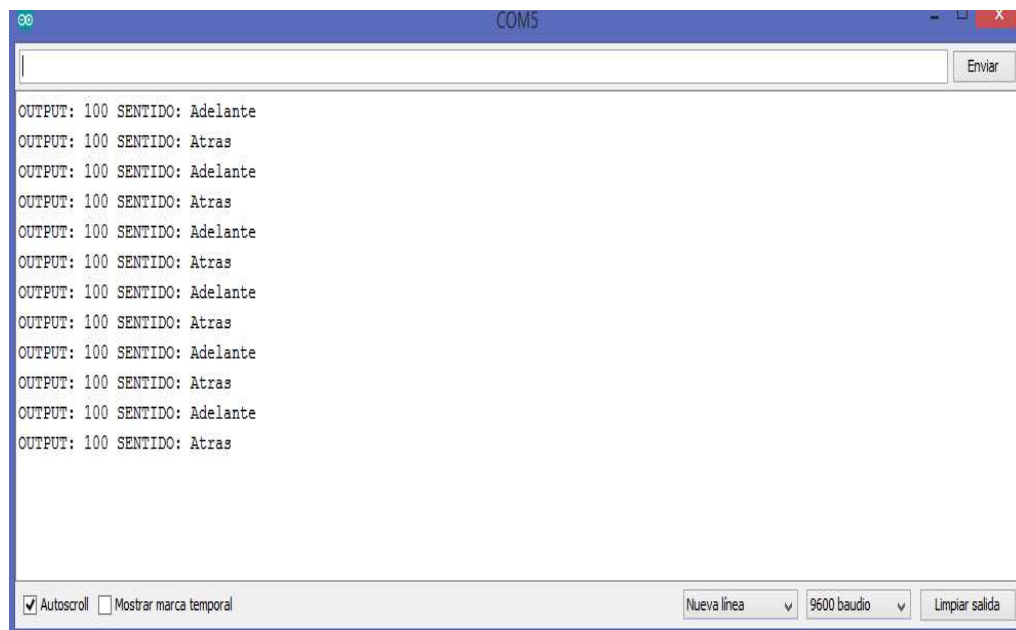 COM5
Enviar
OUTPUT: 100 SENTIDO: Adelante
OUTPUT: 100 SENTIDO: Atras
OUTPUT: 100 SENTIDO: Adelante
OUTPUT: 100 SENTIDO: Atras
OUTPUT: 100 SENTIDO: Adelante
OUTPUT: 100 SENTIDO: Atras
OUTPUT: 100 SENTIDO: Adelante
OUTPUT: 100 SENTIDO: Atras
OUTPUT: 100 SENTIDO: Adelante
OUTPUT: 100 SENTIDO: Atras
OUTPUT: 100 SENTIDO: Adelante
OUTPUT: 100 SENTIDO: Atras
Autoscroll Mostrar marca temporal Nueva línea 9600 baudio Limpiar salida